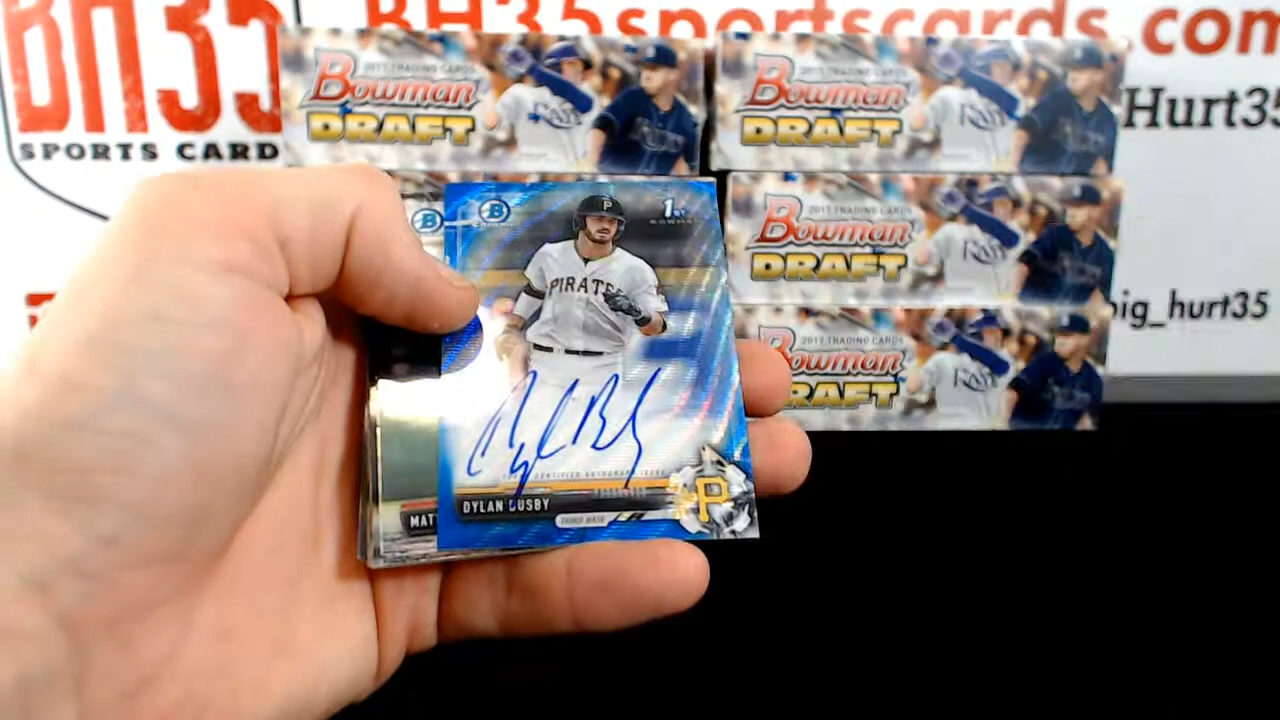 BH35
SPORTS CARD
BH35sportscards.com
Hurt35
big_hurt35
2017 TRADING CARDS
Bowman
DRAFT
2017 TRADING CARDS
Bowman
DRAFT
2017 TRADING CARDS
Bowman
DRAFT
2017 TRADING CARDS
Bowman
DRAFT
B
B
1ST
BOWMAN
PIRATES
P
CERTIFIED AUTOGRAPH ISSUE
DYLAN BUSBY
THIRD BASE
P
MAT